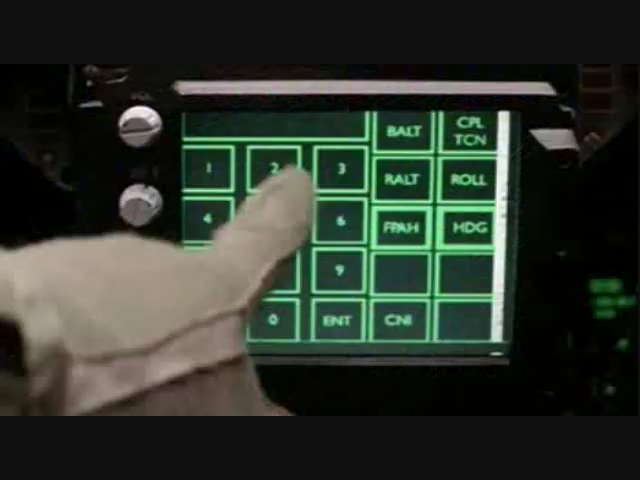 BALT
CPL
TCN
1 2 3 RALT ROLL
4 6 FPAH HDG
9
0 ENT CNI